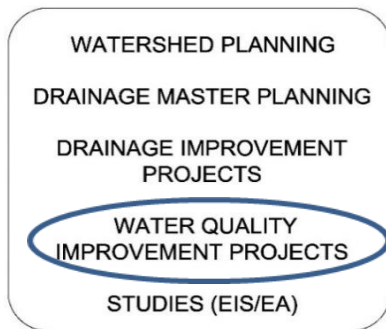 WATERSHED PLANNING
DRAINAGE MASTER PLANNING
DRAINAGE IMPROVEMENT
PROJECTS
WATER QUALITY
IMPROVEMENT PROJECTS
STUDIES (EIS/EA)